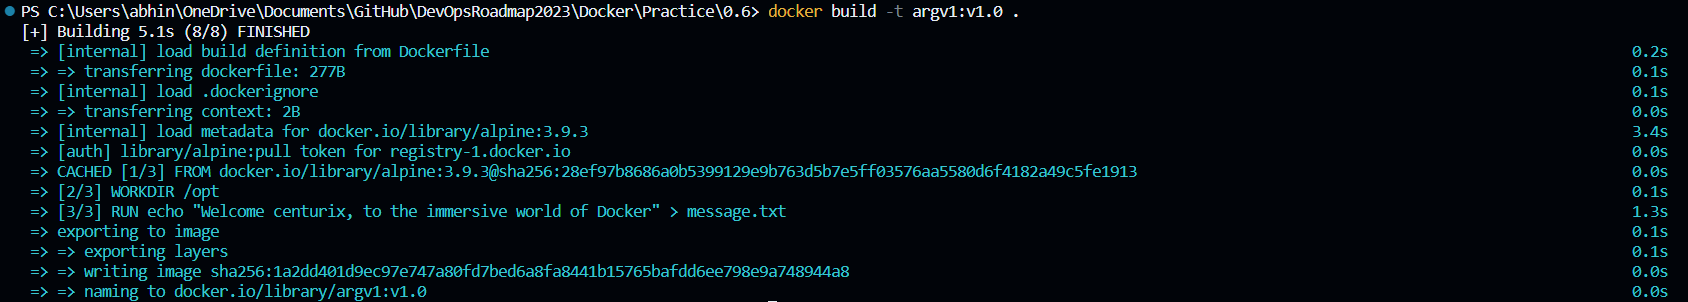 PS C:\Users\abhin\OneDrive\Documents\GitHub\DevOpsRoadmap2023\Docker\Practice\0.6> docker build -t argv1:v1.0 .
[+] Building 5.1s (8/8) FINISHED
=> [internal] load build definition from Dockerfile 0.2s
=> => transferring dockerfile: 277B 0.1s
=> [internal] load .dockerignore 0.1s
=> => transferring context: 2B 0.0s
=> [internal] load metadata for docker.io/library/alpine:3.9.3 3.4s
=> [auth] library/alpine:pull token for registry-1.docker.io 0.0s
=> CACHED [1/3] FROM docker.io/library/alpine:3.9.3@sha256:28ef97b8686a0b5399129e9b763d5b7e5ff03576aa5580d6f4182a49c5fe1913 0.0s
=> [2/3] WORKDIR /opt 0.1s
=> [3/3] RUN echo "Welcome centurix, to the immersive world of Docker" > message.txt 1.3s
=> exporting to image 0.1s
=> => exporting layers 0.1s
=> => writing image sha256:1a2dd401d9ec97e747a80fd7bed6a8fa8441b15765bafdd6ee798e9a748944a8 0.0s
=> => naming to docker.io/library/argv1:v1.0 0.0s